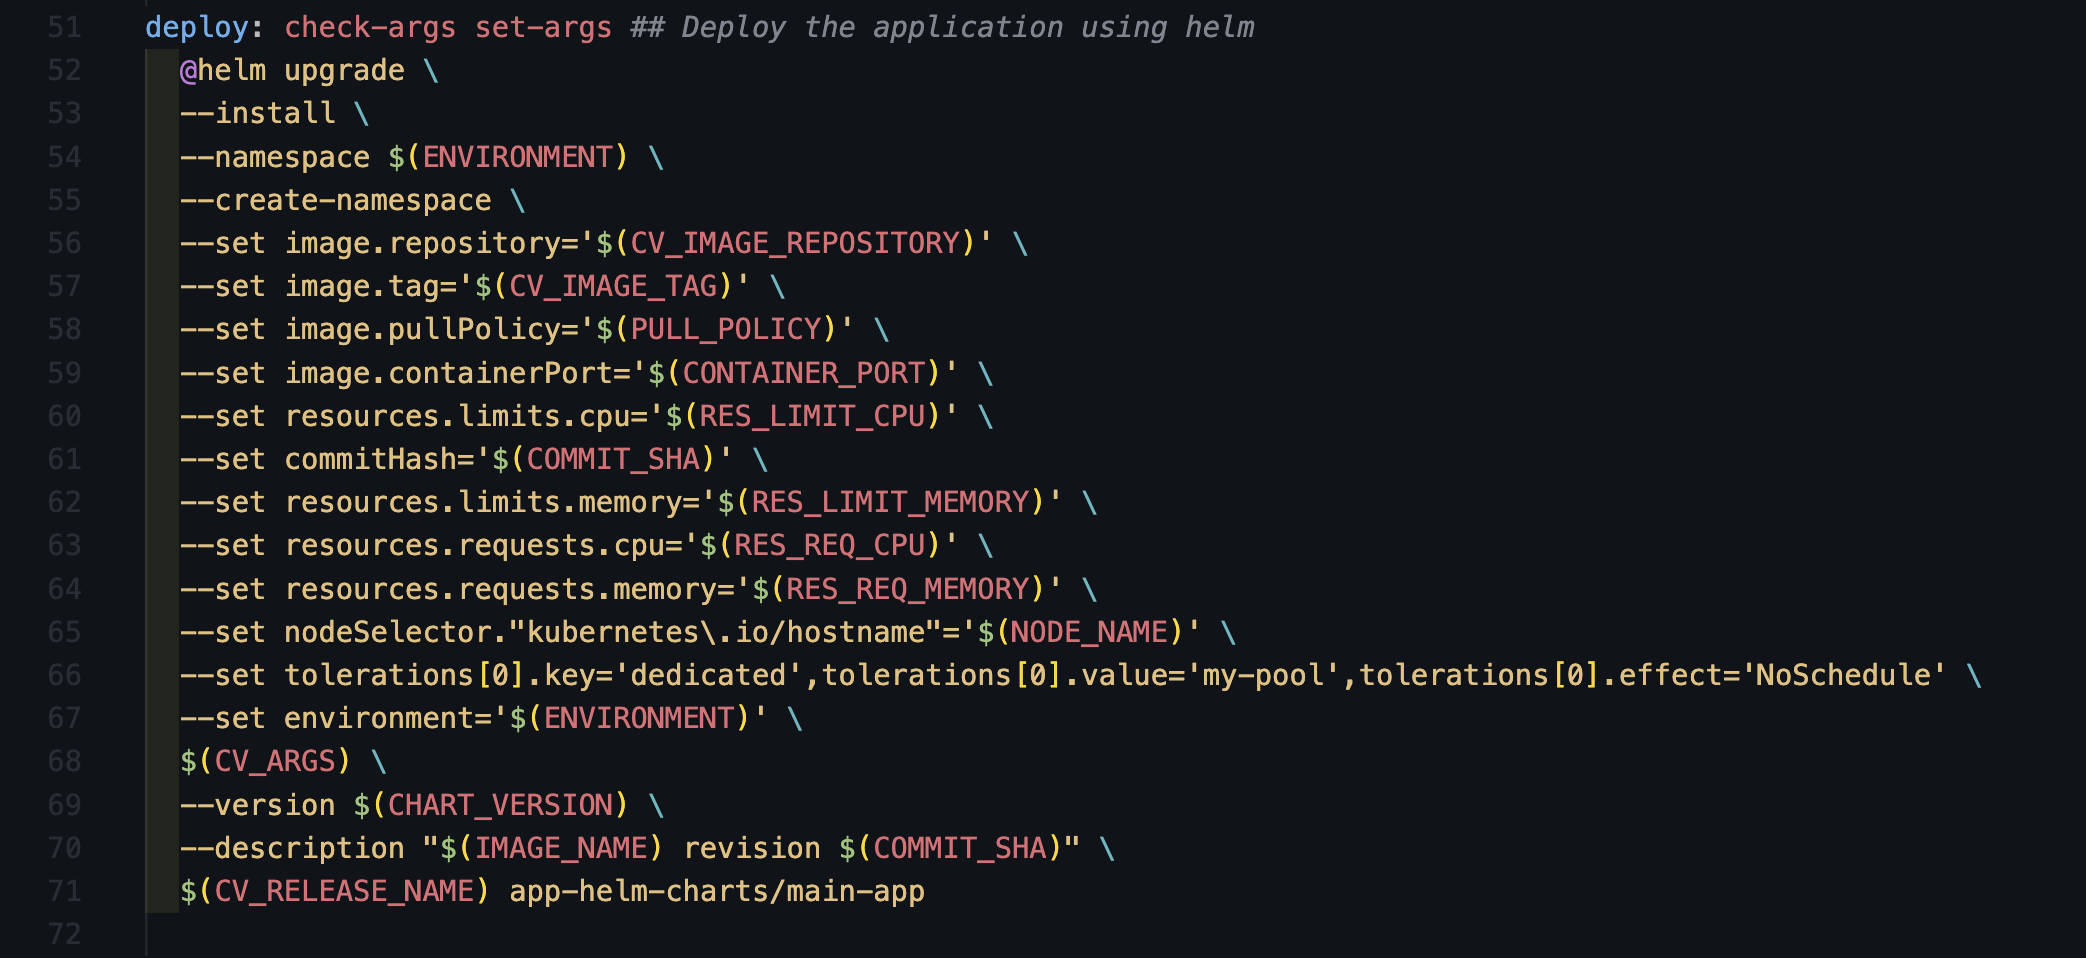 51 deploy: check-args set-args ## Deploy the application using helm
52 @helm upgrade \
53 --install \
54 --namespace $(ENVIRONMENT) \
55 --create-namespace \
56 --set image.repository='$(CV_IMAGE_REPOSITORY)' \
57 --set image.tag='$(CV_IMAGE_TAG)' \
58 --set image.pullPolicy='$(PULL_POLICY)' \
59 --set image.containerPort='$(CONTAINER_PORT)' \
60 --set resources.limits.cpu='$(RES_LIMIT_CPU)' \
61 --set commitHash='$(COMMIT_SHA)' \
62 --set resources.limits.memory='$(RES_LIMIT_MEMORY)' \
63 --set resources.requests.cpu='$(RES_REQ_CPU)' \
64 --set resources.requests.memory='$(RES_REQ_MEMORY)' \
65 --set nodeSelector."kubernetes\.io/hostname"='$(NODE_NAME)' \
66 --set tolerations[0].key='dedicated',tolerations[0].value='my-pool',tolerations[0].effect='NoSchedule' \
67 --set environment='$(ENVIRONMENT)' \
68 $(CV_ARGS) \
69 --version $(CHART_VERSION) \
70 --description "$(IMAGE_NAME) revision $(COMMIT_SHA)" \
71 $(CV_RELEASE_NAME) app-helm-charts/main-app
72